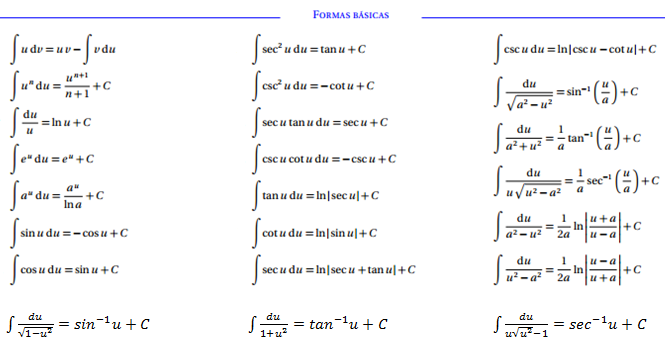 FORMAS BÁSICAS
∫ u dv = u v − ∫ v du
∫ uⁿ du = uⁿ⁺¹/(n+1) + C
∫ du/u = ln u + C
∫ eᵘ du = eᵘ + C
∫ aᵘ du = aᵘ/ln a + C
∫ sin u du = −cos u + C
∫ cos u du = sin u + C
∫ sec² u du = tan u + C
∫ csc² u du = −cot u + C
∫ sec u tan u du = sec u + C
∫ csc u cot u du = −csc u + C
∫ tan u du = ln|sec u| + C
∫ cot u du = ln|sin u| + C
∫ sec u du = ln|sec u + tan u| + C
∫ csc u du = ln|csc u − cot u| + C
∫ du/√(a² − u²) = sin⁻¹(u/a) + C
∫ du/(a² + u²) = 1/a tan⁻¹(u/a) + C
∫ du/(u√(u² − a²)) = 1/a sec⁻¹(u/a) + C
∫ du/(a² − u²) = 1/2a ln|(u + a)/(u − a)| + C
∫ du/(u² − a²) = 1/2a ln|(u − a)/(u + a)| + C
∫ du/√(1−u²) = sin⁻¹u + C
∫ du/(1+u²) = tan⁻¹u + C
∫ du/(u√u²−1) = sec⁻¹u + C